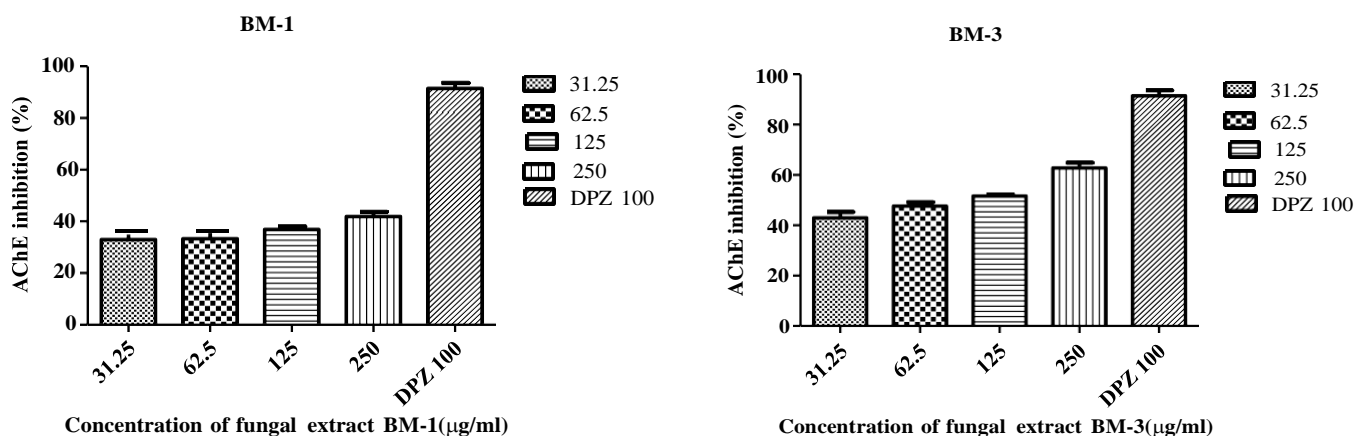 BM-1
AChE inhibition (%)
100
80
60
40
20
0
31.25
62.5
125
250
DPZ 100
Concentration of fungal extract BM-1(µg/ml)
31.25
62.5
125
250
DPZ 100
BM-3
AChE inhibition (%)
100
80
60
40
20
0
31.25
62.5
125
250
DPZ 100
Concentration of fungal extract BM-3(µg/ml)
31.25
62.5
125
250
DPZ 100